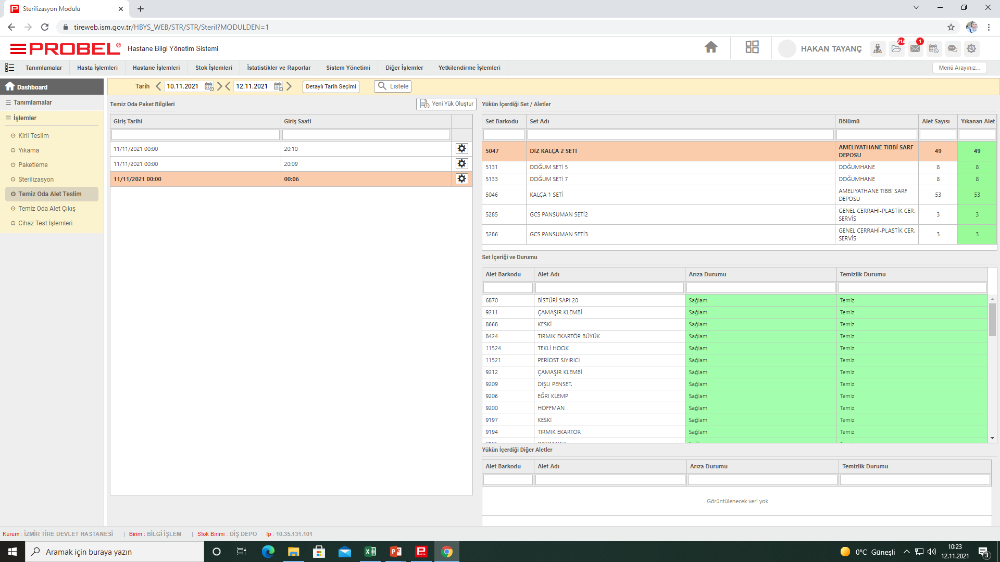 Sterilizasyon Modülü
tireweb.ism.gov.tr/HBYS_WEB/STR/STR/Steril?MODULDEN=1
PROBEL® Hastane Bilgi Yönetim Sistemi
HAKAN TAYANÇ 214 1
Tanımlamalar Hasta İşlemleri Hastane İşlemleri Stok İşlemleri İstatistikler ve Raporlar Sistem Yönetimi Diğer İşlemler Yetkilendirme İşlemleri Menü Arayınız...
Dashboard
Tanımlamalar
İşlemler
Kirli Teslim
Yıkama
Paketleme
Sterilizasyon
Temiz Oda Alet Teslim
Temiz Oda Alet Çıkış
Cihaz Test İşlemleri
Tarih 10.11.2021 12.11.2021 Detaylı Tarih Seçimi Listele
Temiz Oda Paket Bilgileri Yeni Yük Oluştur
Giriş Tarihi Giriş Saati
11/11/2021 00:00 20:10
11/11/2021 00:00 20:09
11/11/2021 00:00 00:06
Yükün İçerdiği Set / Aletler
Set Barkodu Set Adı Bölümü Alet Sayısı Yıkanan Alet
5047 DİZ KALÇA 2 SETİ AMELIYATHANE TIBBİ SARF DEPOSU 49 49
5131 DOĞUM SETİ 5 DOĞUMHANE 8 8
5133 DOĞUM SETİ 7 DOĞUMHANE 8 8
5046 KALÇA 1 SETİ AMELIYATHANE TIBBİ SARF DEPOSU 53 53
5285 GCS PANSUMAN SETİ2 GENEL CERRAHİ-PLASTİK CER. SERVİS 3 3
5286 GCS PANSUMAN SETİ3 GENEL CERRAHİ-PLASTİK CER. SERVİS 3 3
Set İçeriği ve Durumu
Alet Barkodu Alet Adı Arıza Durumu Temizlik Durumu
6870 BİSTÜRİ SAPI 20 Sağlam Temiz
9211 ÇAMAŞIR KLEMBİ Sağlam Temiz
8668 KESKİ Sağlam Temiz
8424 TIRMIK EKARTÖR BÜYÜK Sağlam Temiz
11524 TEKLİ HOOK Sağlam Temiz
11521 PERİOST SIYIRICI Sağlam Temiz
9212 ÇAMAŞIR KLEMBİ Sağlam Temiz
9209 DIŞLI PENSET. Sağlam Temiz
9206 EĞRI KLEMP Sağlam Temiz
9200 HOFFMAN Sağlam Temiz
9197 KESKİ Sağlam Temiz
9194 TIRMIK EKARTÖR Sağlam Temiz
Yükün İçerdiği Diğer Aletler
Alet Barkodu Alet Adı Arıza Durumu Temizlik Durumu
Görüntülenecek veri yok
Kurum : İZMİR TİRE DEVLET HASTANESİ | Birim : BİLGİ İŞLEM | Stok Birimi : DİŞ DEPO Ip : 10.35.131.101
Aramak için buraya yazın
0°C Güneşli
10:23
12.11.2021
3